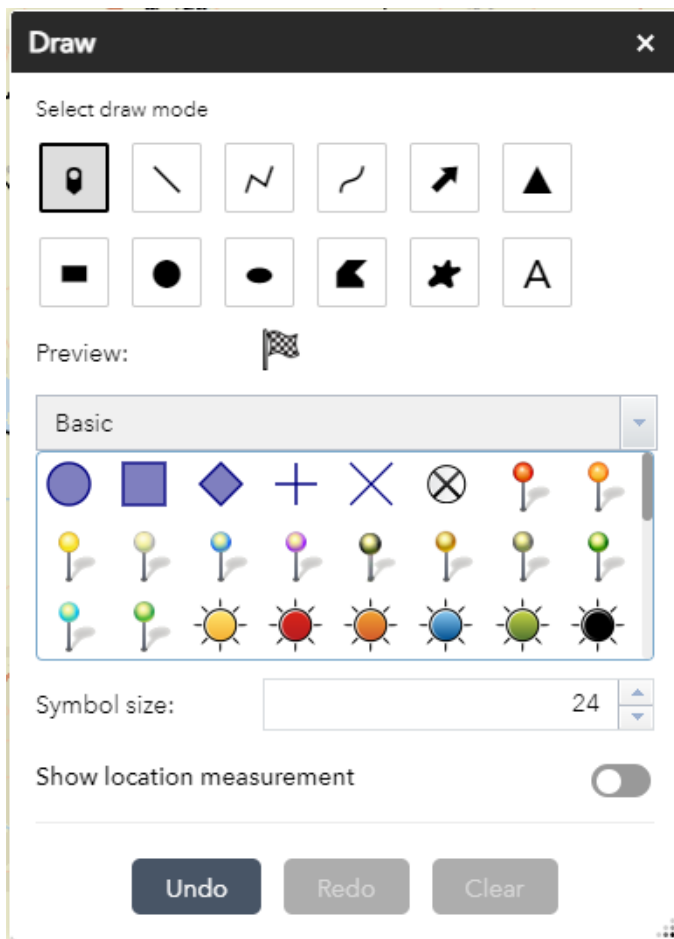 Draw ×
Select draw mode
A
Preview:
Basic
Symbol size: 24
Show location measurement
Undo Redo Clear